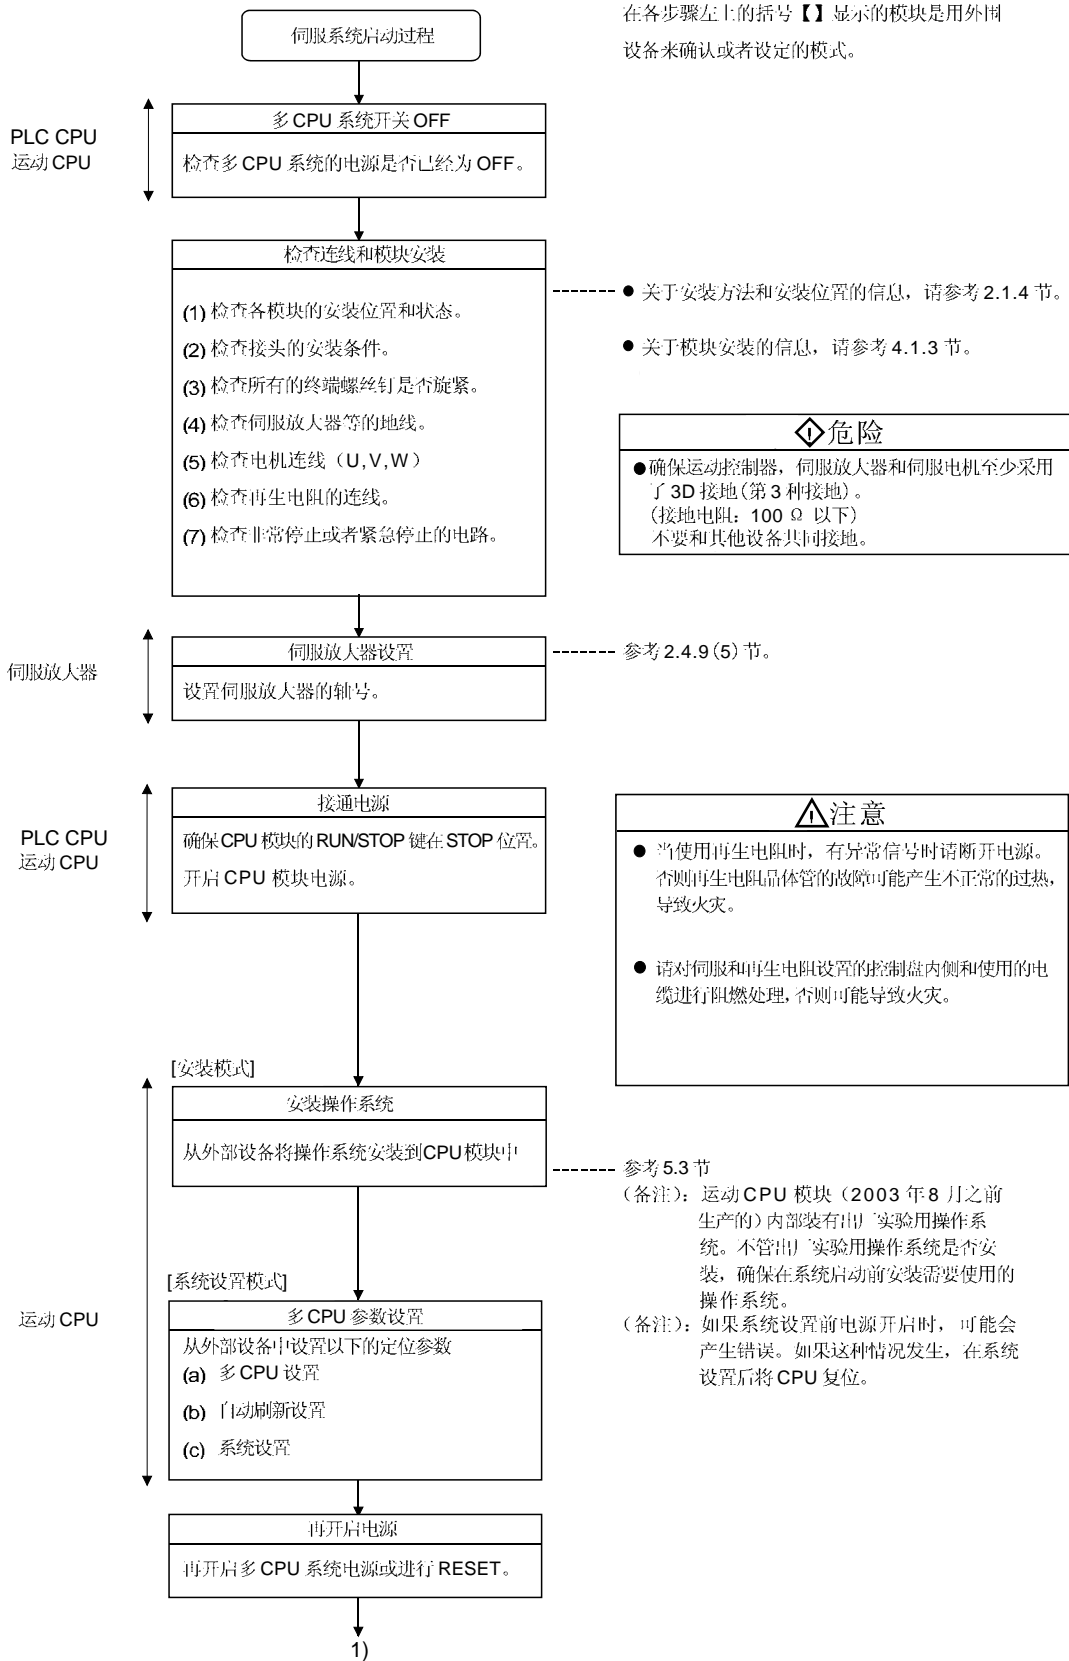 在各步骤左上的括号【】显示的模块是用外围
设备来确认或者设定的模式。
伺服系统启动过程
PLC CPU
运动 CPU
多 CPU 系统开关 OFF
检查多 CPU 系统的电源是否已经为 OFF。
检查连线和模块安装
(1) 检查各模块的安装位置和状态。
(2) 检查接头的安装条件。
(3) 检查所有的终端螺丝钉是否旋紧。
(4) 检查伺服放大器等的地线。
(5) 检查电机连线（U,V,W）
(6) 检查再生电阻的连线。
(7) 检查非常停止或者紧急停止的电路。
● 关于安装方法和安装位置的信息，请参考 2.1.4 节。
● 关于模块安装的信息，请参考 4.1.3 节。
危险
●确保运动控制器，伺服放大器和伺服电机至少采用
了 3D 接地(第 3 种接地)。
(接地电阻：100 Ω 以下)
不要和其他设备共同接地。
伺服放大器
伺服放大器设置
设置伺服放大器的轴号。
参考 2.4.9(5) 节。
PLC CPU
运动 CPU
接通电源
确保 CPU 模块的 RUN/STOP 键在 STOP 位置。
开启 CPU 模块电源。
注意
● 当使用再生电阻时，有异常信号时请断开电源。
否则再生电阻晶体管的故障可能产生不正常的过热，
导致火灾。
● 请对伺服和再生电阻设置的控制盘内侧和使用的电
缆进行阻燃处理，否则可能导致火灾。
[安装模式]
安装操作系统
从外部设备将操作系统安装到CPU模块中
参考 5.3 节
（备注）：运动 CPU 模块（2003 年 8 月之前
生产的）内部装有出厂实验用操作系
统。不管出厂实验用操作系统是否安
装，确保在系统启动前安装需要使用的
操作系统。
（备注）：如果系统设置前电源开启时，可能会
产生错误。如果这种情况发生，在系统
设置后将 CPU 复位。
运动 CPU
[系统设置模式]
多 CPU 参数设置
从外部设备中设置以下的定位参数
(a) 多 CPU 设置
(b) 自动刷新设置
(c) 系统设置
再开启电源
再开启多 CPU 系统电源或进行 RESET。
1)